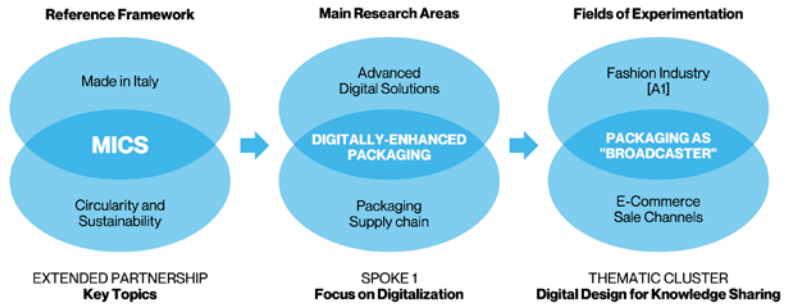 Reference Framework
Made in Italy
MICS
Circularity and
Sustainability
EXTENDED PARTNERSHIP
Key Topics
Main Research Areas
Advanced
Digital Solutions
DIGITALLY-ENHANCED
PACKAGING
Packaging
Supply chain
SPOKE 1
Focus on Digitalization
Fields of Experimentation
Fashion Industry
[A1]
PACKAGING AS
"BROADCASTER"
E-Commerce
Sale Channels
THEMATIC CLUSTER
Digital Design for Knowledge Sharing